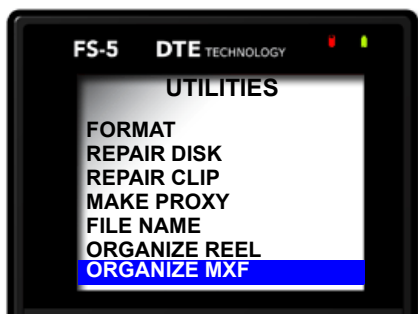 FS-5 DTE TECHNOLOGY
UTILITIES
FORMAT
REPAIR DISK
REPAIR CLIP
MAKE PROXY
FILE NAME
ORGANIZE REEL
ORGANIZE MXF